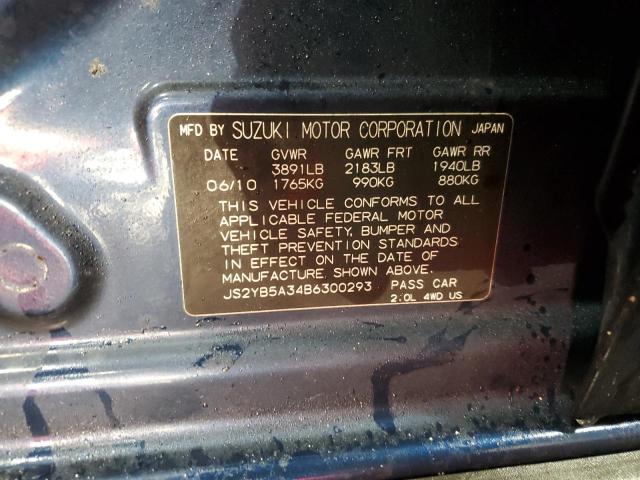 MFD BY SUZUKI MOTOR CORPORATION JAPAN
DATE GVWR GAWR FRT GAWR RR
3891LB 2183LB 1940LB
06/10 1765KG 990KG 880KG
THIS VEHICLE CONFORMS TO ALL
APPLICABLE FEDERAL MOTOR
VEHICLE SAFETY, BUMPER AND
THEFT PREVENTION STANDARDS
IN EFFECT ON THE DATE OF
MANUFACTURE SHOWN ABOVE.
JS2YB5A34B6300293 PASS CAR
2.0L 4WD US